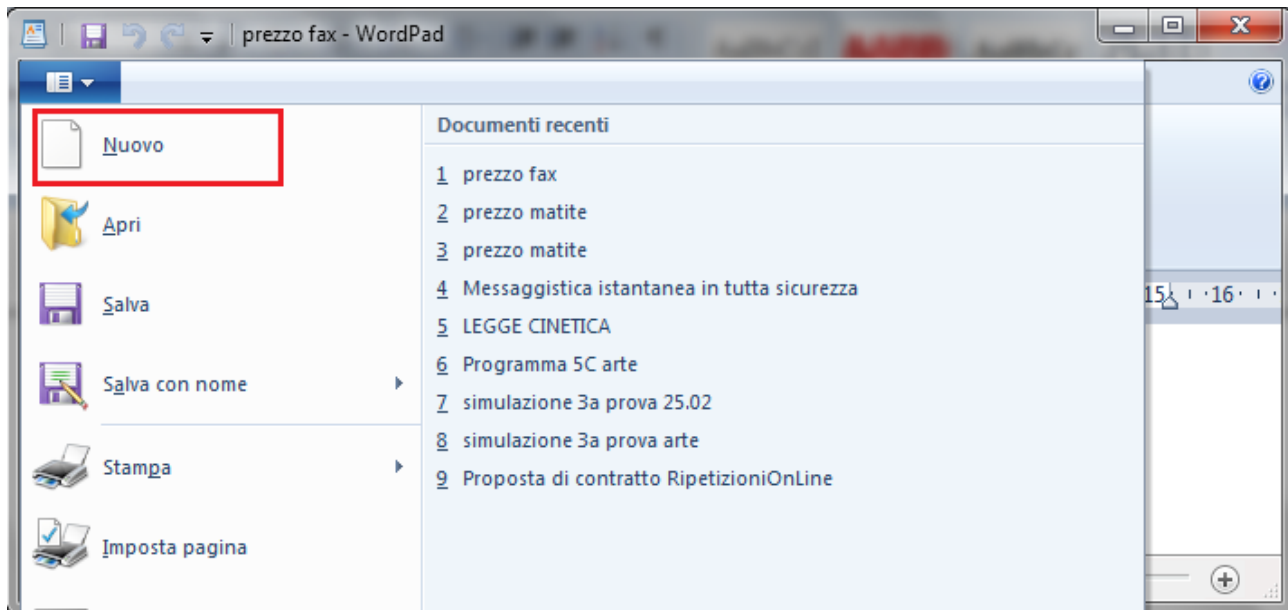 prezzo fax - WordPad
Nuovo
Apri
Salva
Salva con nome
Stampa
Imposta pagina
Documenti recenti
1 prezzo fax
2 prezzo matite
3 prezzo matite
4 Messaggistica istantanea in tutta sicurezza
5 LEGGE CINETICA
6 Programma 5C arte
7 simulazione 3a prova 25.02
8 simulazione 3a prova arte
9 Proposta di contratto RipetizioniOnLine
15 16